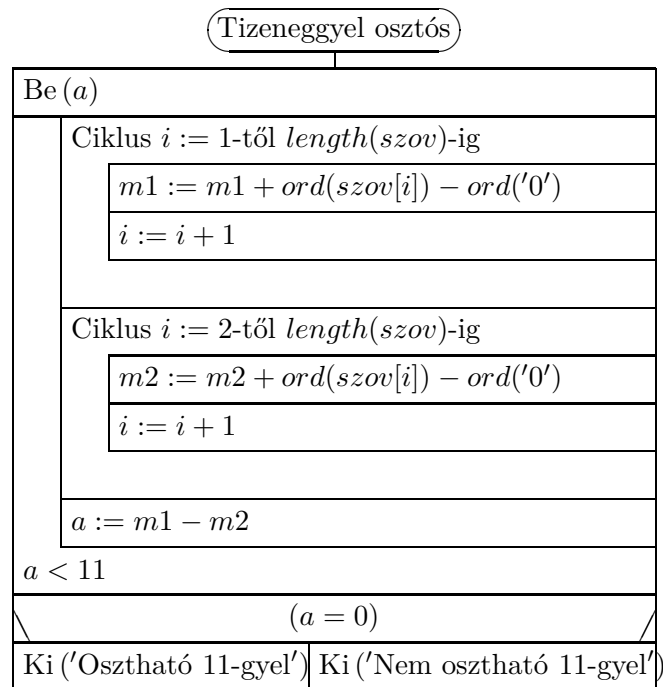 Tizeneggyel osztós
Be (a)
Ciklus i := 1-től length(szov)-ig
m1 := m1 + ord(szov[i]) − ord('0')
i := i + 1
Ciklus i := 2-től length(szov)-ig
m2 := m2 + ord(szov[i]) − ord('0')
i := i + 1
a := m1 − m2
a < 11
(a = 0)
Ki ('Osztható 11-gyel') Ki ('Nem osztható 11-gyel')